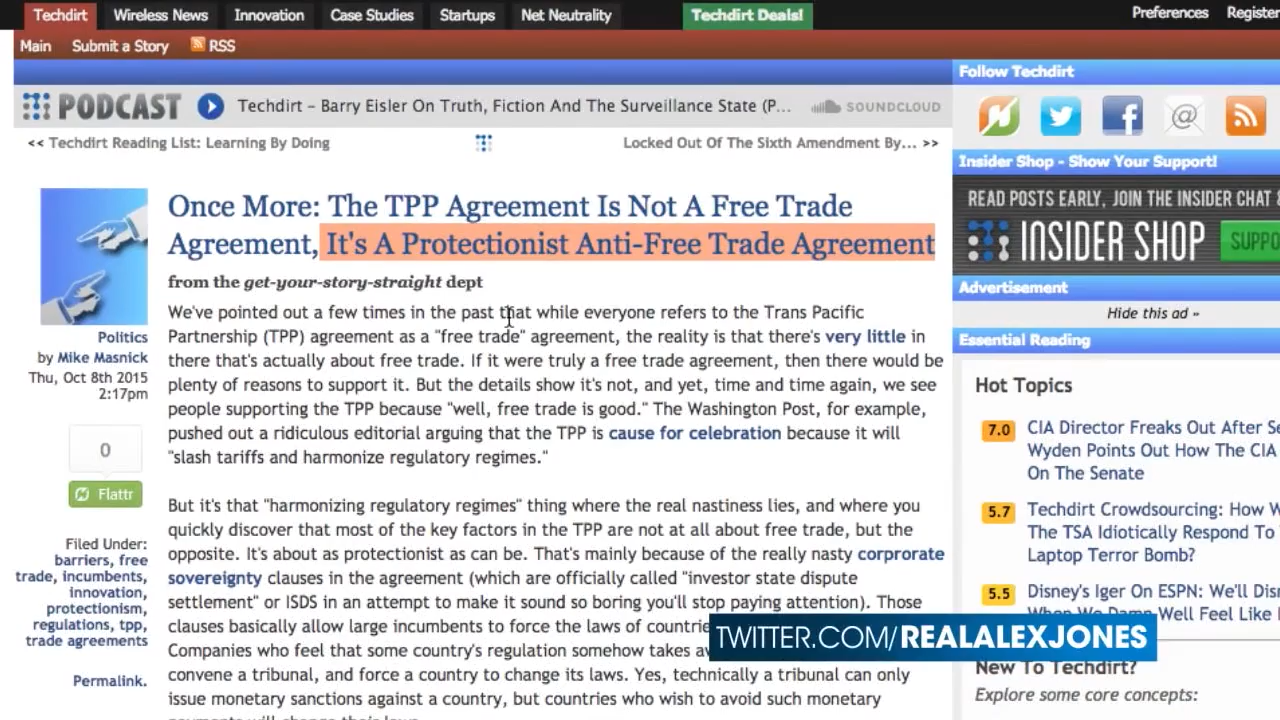 Techdirt Wireless News Innovation Case Studies Startups Net Neutrality Techdirt Deals! Preferences Register
Main Submit a Story RSS
PODCAST Techdirt – Barry Eisler On Truth, Fiction And The Surveillance State (P... SOUNDCLOUD
<< Techdirt Reading List: Learning By Doing
Locked Out Of The Sixth Amendment By... >>
Once More: The TPP Agreement Is Not A Free Trade
Agreement, It's A Protectionist Anti-Free Trade Agreement
from the get-your-story-straight dept
Politics
by Mike Masnick
Thu, Oct 8th 2015
2:17pm
0
Flattr
Filed Under:
barriers, free
trade, incumbents,
innovation,
protectionism,
regulations, tpp,
trade agreements
Permalink.
We've pointed out a few times in the past that while everyone refers to the Trans Pacific
Partnership (TPP) agreement as a "free trade" agreement, the reality is that there's very little in
there that's actually about free trade. If it were truly a free trade agreement, then there would be
plenty of reasons to support it. But the details show it's not, and yet, time and time again, we see
people supporting the TPP because "well, free trade is good." The Washington Post, for example,
pushed out a ridiculous editorial arguing that the TPP is cause for celebration because it will
"slash tariffs and harmonize regulatory regimes."
But it's that "harmonizing regulatory regimes" thing where the real nastiness lies, and where you
quickly discover that most of the key factors in the TPP are not at all about free trade, but the
opposite. It's about as protectionist as can be. That's mainly because of the really nasty corprorate
sovereignty clauses in the agreement (which are officially called "investor state dispute
settlement" or ISDS in an attempt to make it sound so boring you'll stop paying attention). Those
clauses basically allow large incumbents to force the laws of
Companies who feel that some country's regulation somehow takes
convene a tribunal, and force a country to change its laws. Yes, technically a tribunal can only
issue monetary sanctions against a country, but countries who wish to avoid such monetary
Follow Techdirt
Insider Shop - Show Your Support!
READ POSTS EARLY, JOIN THE INSIDER CHAT &
INSIDER SHOP SUPPO
Advertisement
Hide this ad »
Essential Reading
Hot Topics
7.0 CIA Director Freaks Out After Se
Wyden Points Out How The CIA
On The Senate
5.7 Techdirt Crowdsourcing: How W
The TSA Idiotically Respond To
Laptop Terror Bomb?
5.5 Disney's Iger On ESPN: We'll Dis
When We Damn Well Feel Like
TWITTER.COM/REALALEXJONES
New To Techdirt?
Explore some core concepts: